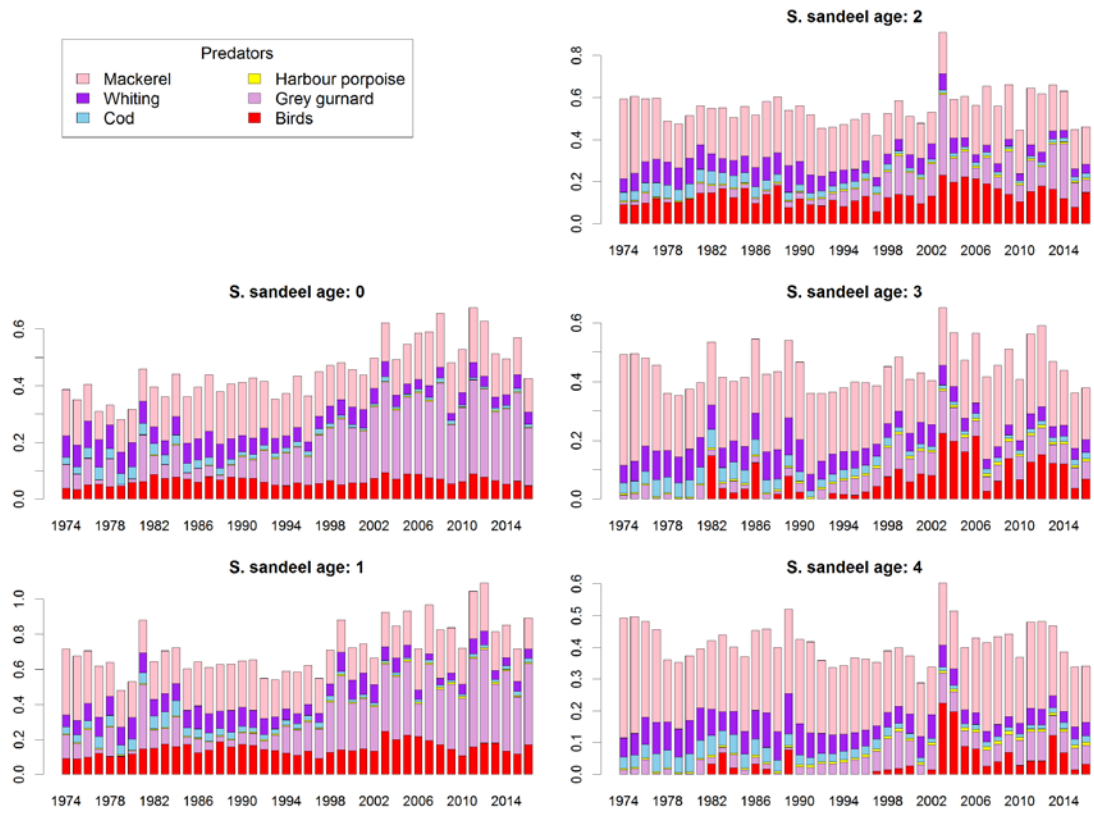 Predators
Mackerel Harbour porpoise
Whiting Grey gurnard
Cod Birds
S. sandeel age: 2
0.8
0.6
0.4
0.2
0.0
1974 1978 1982 1986 1990 1994 1998 2002 2006 2010 2014
S. sandeel age: 0
0.6
0.4
0.2
0.0
1974 1978 1982 1986 1990 1994 1998 2002 2006 2010 2014
S. sandeel age: 3
0.6
0.4
0.2
0.0
1974 1978 1982 1986 1990 1994 1998 2002 2006 2010 2014
S. sandeel age: 1
1.0
0.8
0.6
0.4
0.2
0.0
1974 1978 1982 1986 1990 1994 1998 2002 2006 2010 2014
S. sandeel age: 4
0.6
0.5
0.4
0.3
0.2
0.1
0.0
1974 1978 1982 1986 1990 1994 1998 2002 2006 2010 2014